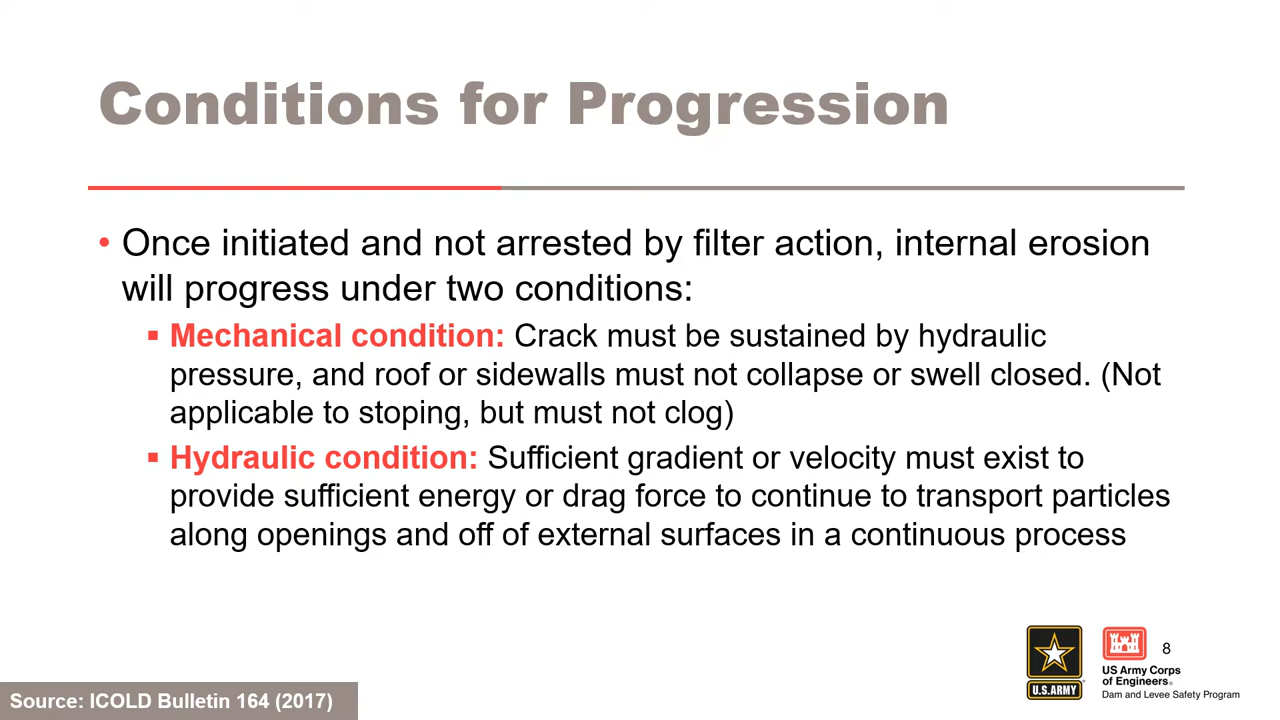 Conditions for Progression
• Once initiated and not arrested by filter action, internal erosion
will progress under two conditions:
▪ Mechanical condition: Crack must be sustained by hydraulic
pressure, and roof or sidewalls must not collapse or swell closed. (Not
applicable to stoping, but must not clog)
▪ Hydraulic condition: Sufficient gradient or velocity must exist to
provide sufficient energy or drag force to continue to transport particles
along openings and off of external surfaces in a continuous process
U.S. ARMY
US Army Corps
of Engineers®
Dam and Levee Safety Program
8
Source: ICOLD Bulletin 164 (2017)